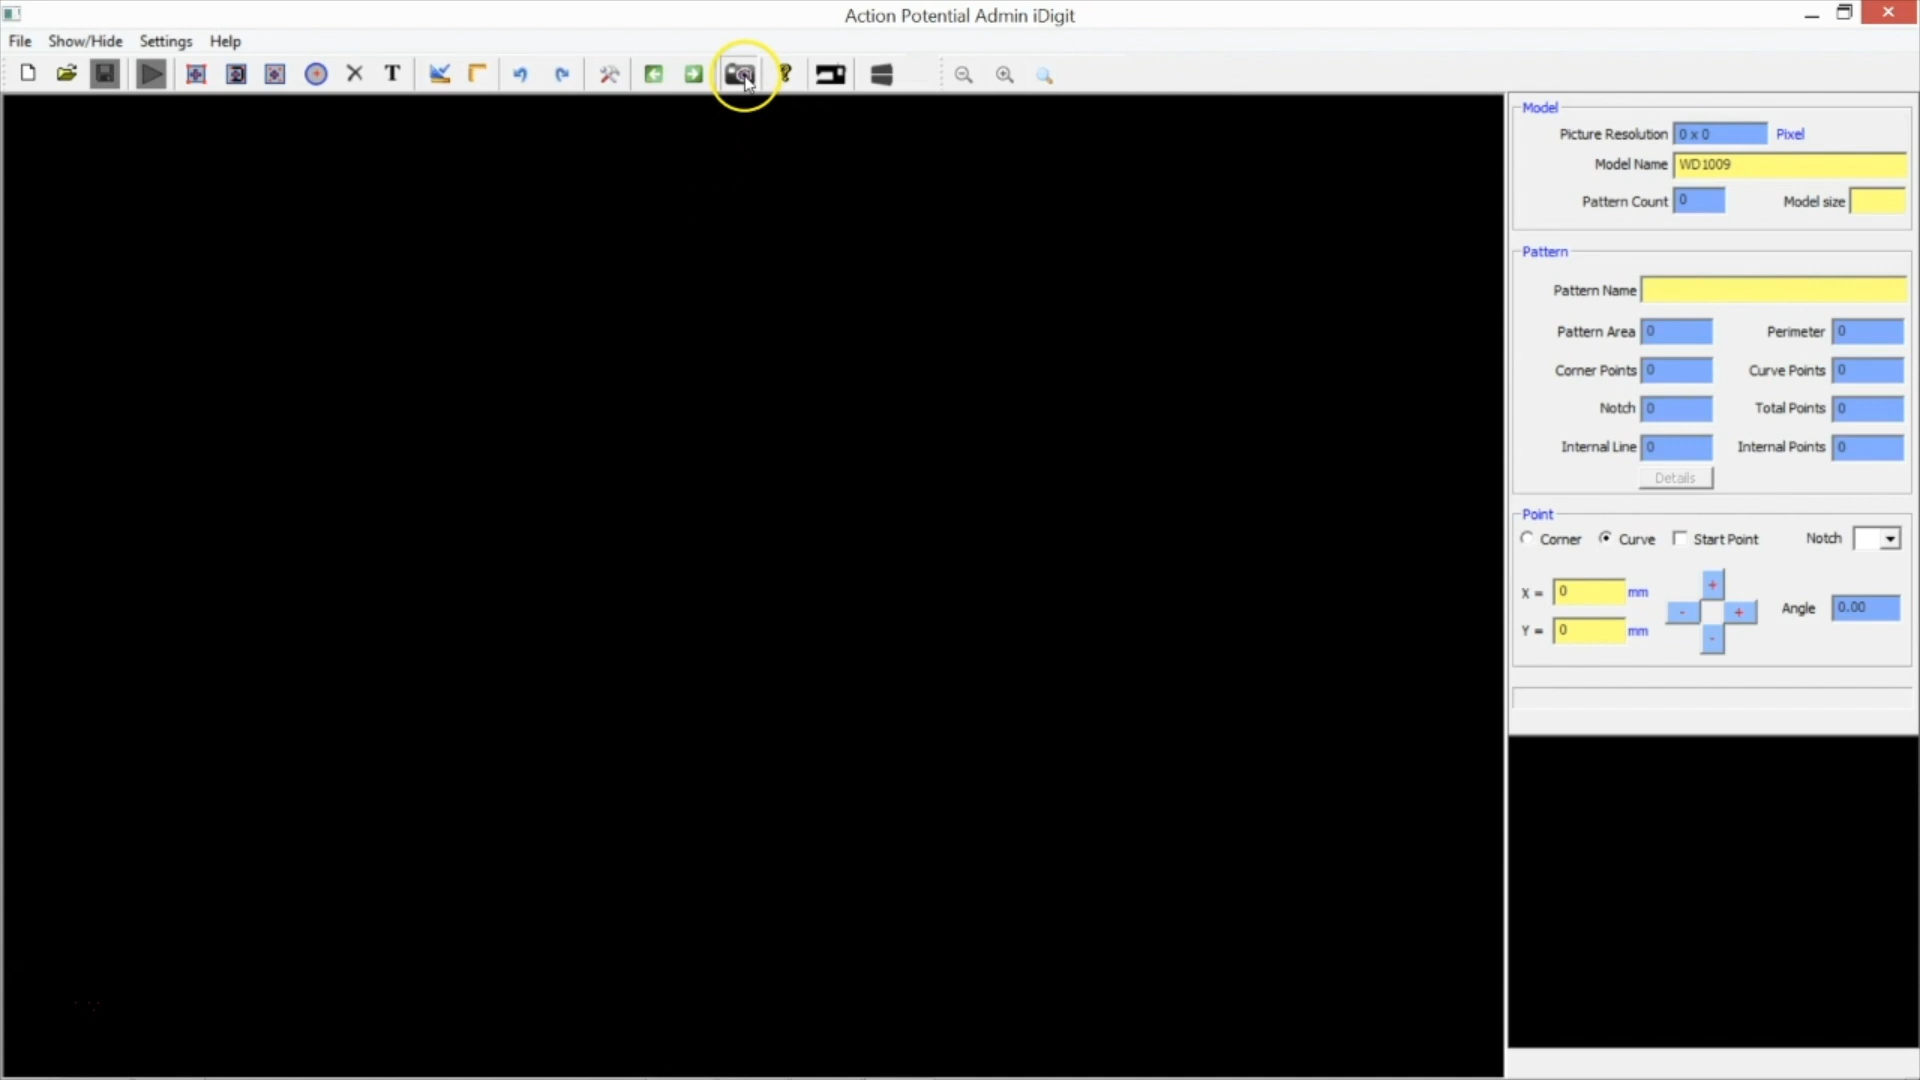 Action Potential Admin iDigit
File Show/Hide Settings Help
T ?
Model
Picture Resolution 0 x 0 Pixel
Model Name WD1009
Pattern Count 0 Model size
Pattern
Pattern Name
Pattern Area 0 Perimeter 0
Corner Points 0 Curve Points 0
Notch 0 Total Points 0
Internal Line 0 Internal Points 0
Details
Point
Corner Curve Start Point Notch
+
X = 0 mm
- + Angle 0.00
Y = 0 mm
-